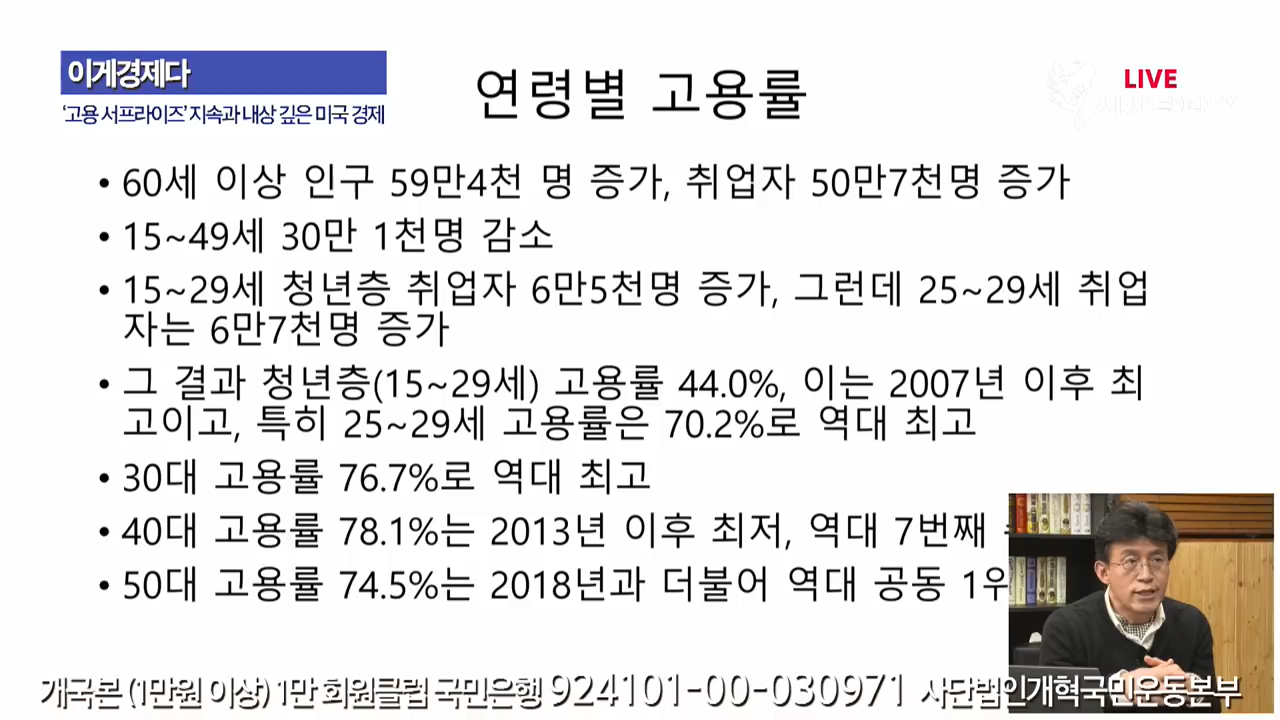 이게경제다
‘고용 서프라이즈’ 지속과 내상 깊은 미국 경제
연령별 고용률
LIVE
• 60세 이상 인구 59만4천 명 증가, 취업자 50만7천명 증가
• 15~49세 30만 1천명 감소
• 15~29세 청년층 취업자 6만5천명 증가, 그런데 25~29세 취업
자는 6만7천명 증가
• 그 결과 청년층(15~29세) 고용률 44.0%, 이는 2007년 이후 최
고이고, 특히 25~29세 고용률은 70.2%로 역대 최고
• 30대 고용률 76.7%로 역대 최고
• 40대 고용률 78.1%는 2013년 이후 최저, 역대 7번째
• 50대 고용률 74.5%는 2018년과 더불어 역대 공동 1위
개국본 (1만원 이상) 1만 회원클럽 국민은행 924101-00-030971 사단법인개혁국민운동본부